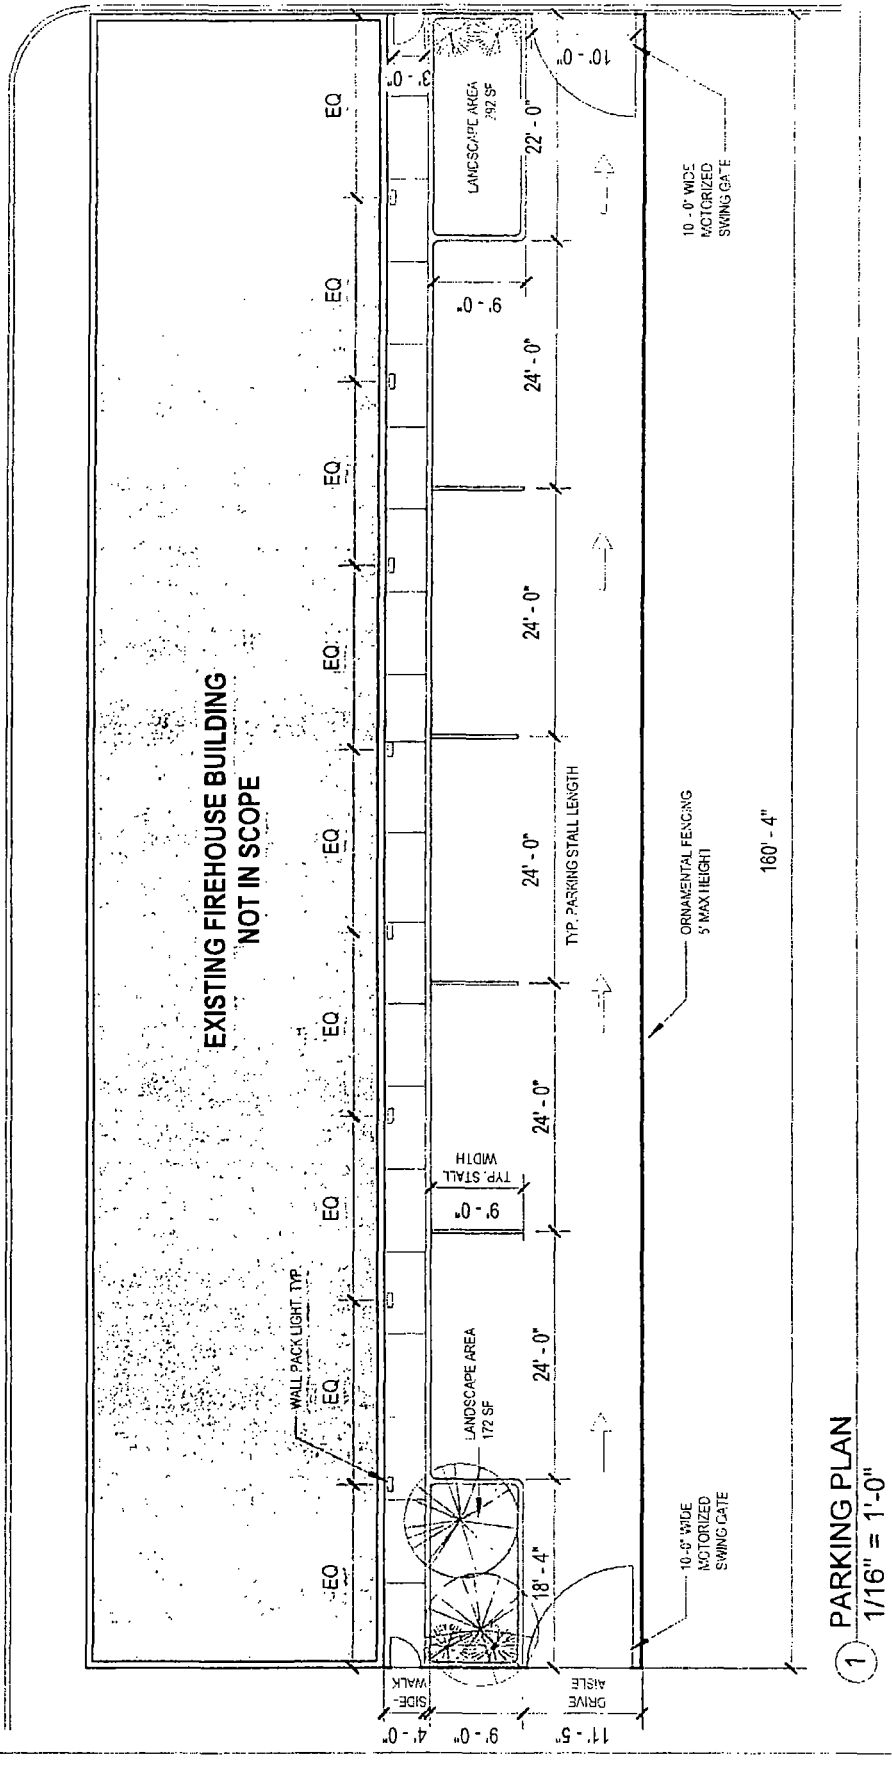 EXISTING FIREHOUSE BUILDING
NOT IN SCOPE
EQ
EQ
EQ
EQ
EQ
EQ
EQ
EQ
EQ
WALL PACK LIGHT, TYP.
SIDE-
WALK
4' - 0"
9' - 0"
DRIVE
AISLE
11' - 5"
18' - 4"
LANDSCAPE AREA
172 SF
24' - 0"
9' - 0"
TYP. STALL
WIDTH
24' - 0"
24' - 0"
TYP. PARKING STALL LENGTH
24' - 0"
24' - 0"
9' - 0"
22' - 0"
LANDSCAPE AREA
292 SF
3' - 0"
10' - 0"
10'-0" WIDE
MOTORIZED
SWING GATE
ORNAMENTAL FENCING
5' MAX HEIGHT
10'-0" WIDE
MOTORIZED
SWING GATE
160' - 4"
1
PARKING PLAN
1/16" = 1'-0"